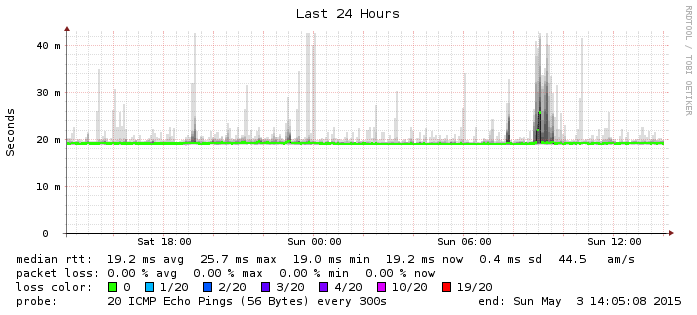 Last 24 Hours
RRDTOOL / TOBI OETIKER
Seconds
40 m
30 m
20 m
10 m
0
Sat 18:00 Sun 00:00 Sun 06:00 Sun 12:00
median rtt: 19.2 ms avg 25.7 ms max 19.0 ms min 19.2 ms now 0.4 ms sd 44.5 am/s
packet loss: 0.00 % avg 0.00 % max 0.00 % min 0.00 % now
loss color: 0 1/20 2/20 3/20 4/20 10/20 19/20
probe: 20 ICMP Echo Pings (56 Bytes) every 300s end: Sun May 3 14:05:08 2015